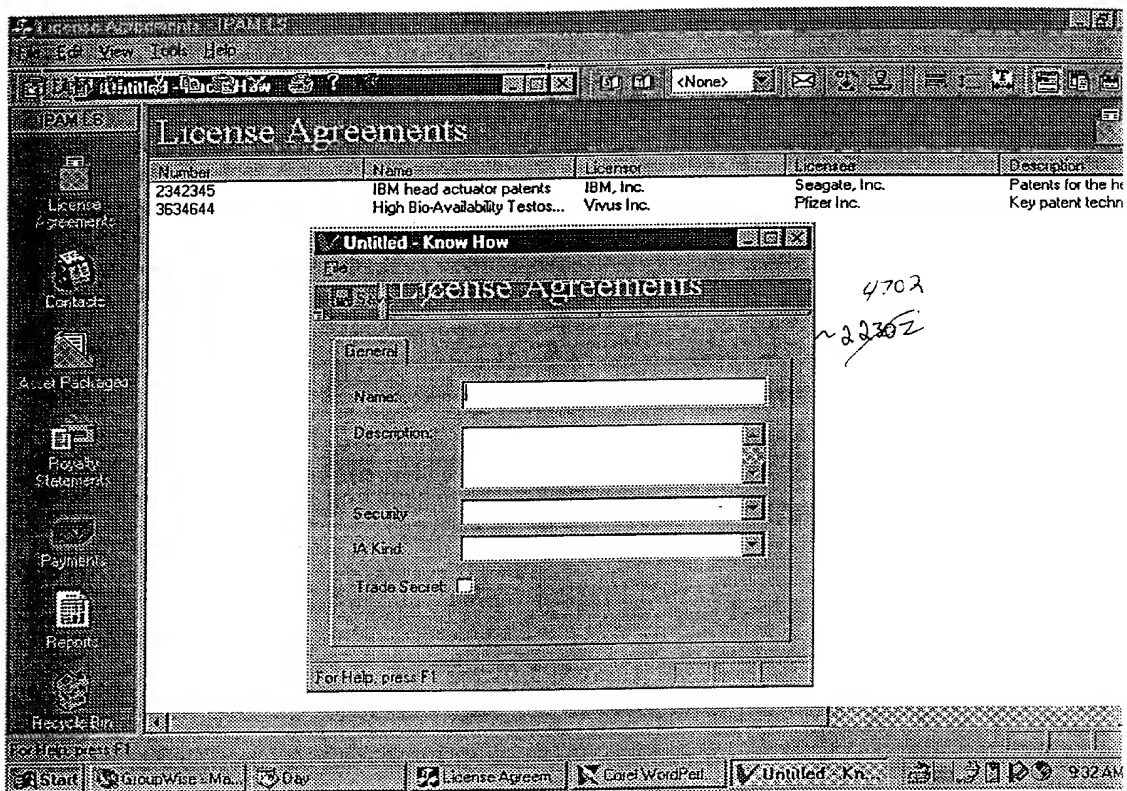 License Agreements - IPAM LS
File Edit View Tools Help
Untitled - Know How <None>
IPAM LS
License Agreements
Number Name Licensor Licensee Description
2342345 IBM head actuator patents IBM, Inc. Seagate, Inc. Patents for the he
3634644 High Bio-Availability Testos... Vivus Inc. Pfizer Inc. Key patent techn
License
Agreements
Contacts
Asset Packages
Royalty
Statements
Payments
Reports
Recycle Bin
Untitled - Know How
File
License Agreements
General
Name:
Description:
Security
IA Kind
Trade Secret
For Help, press F1
4702
~ 2302
For Help, press F1
Start GroupWise - Ma... Day License Agreem... Corel WordPerf... Untitled - Kn... 9:32 AM